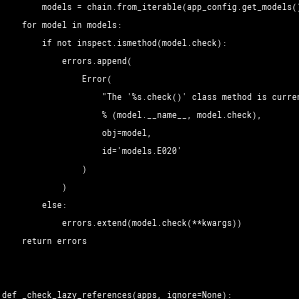 models = chain.from_iterable(app_config.get_models()
for model in models:
if not inspect.ismethod(model.check):
errors.append(
Error(
"The '%s.check()' class method is curren
% (model.__name__, model.check),
obj=model,
id='models.E020'
)
)
else:
errors.extend(model.check(**kwargs))
return errors
def _check_lazy_references(apps, ignore=None):